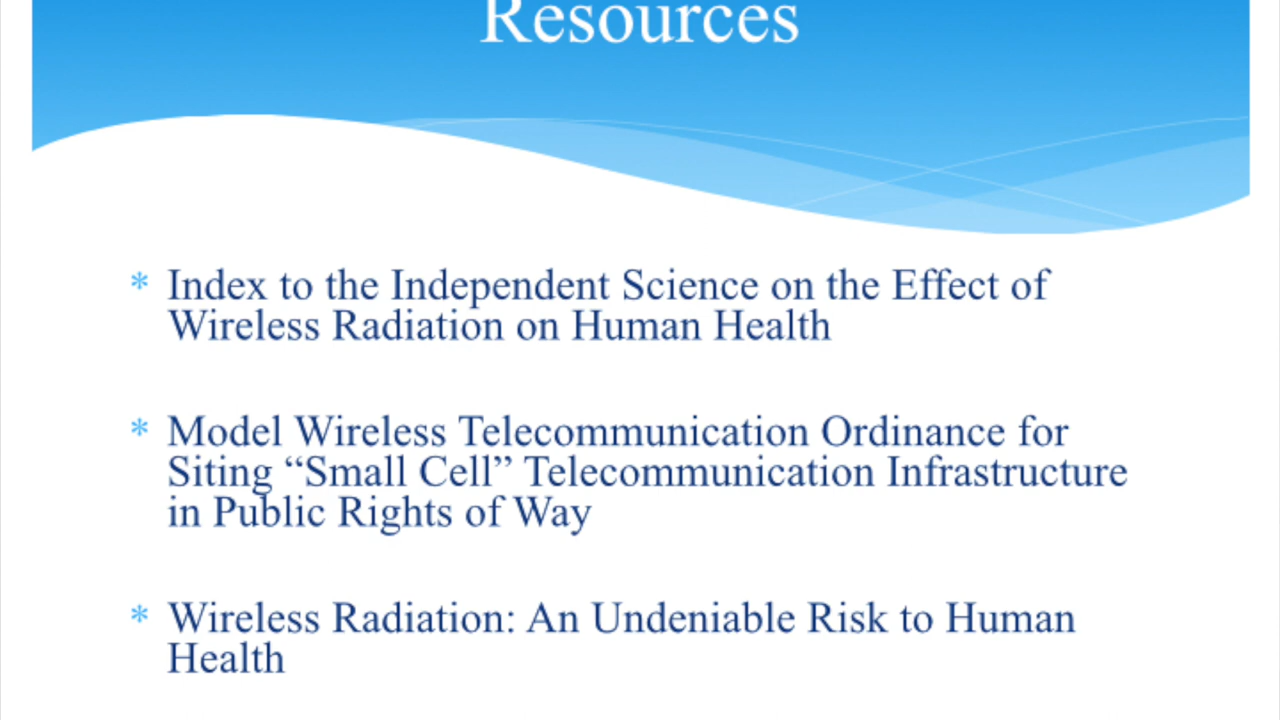 Resources
* Index to the Independent Science on the Effect of
Wireless Radiation on Human Health
* Model Wireless Telecommunication Ordinance for
Siting “Small Cell” Telecommunication Infrastructure
in Public Rights of Way
* Wireless Radiation: An Undeniable Risk to Human
Health